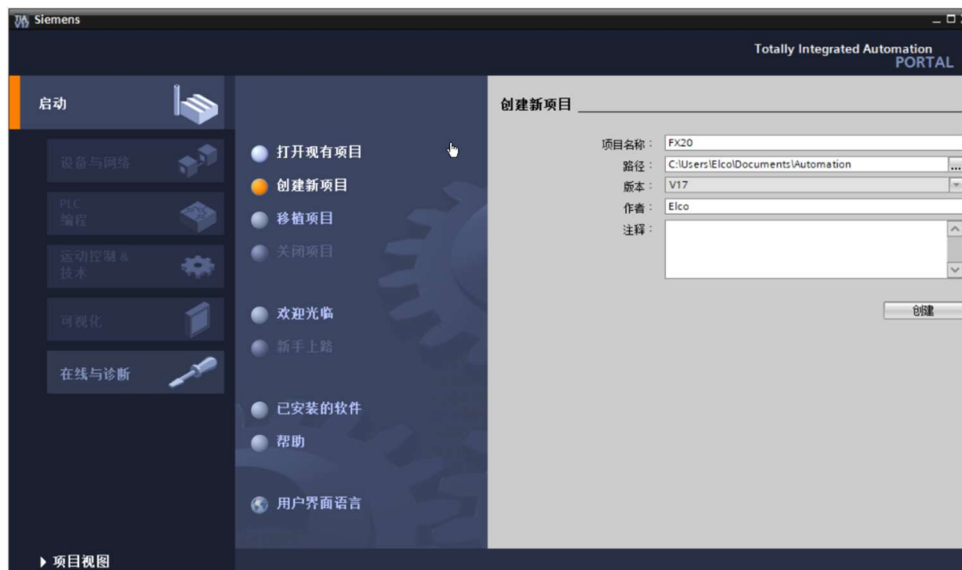 Siemens
Totally Integrated Automation
PORTAL
启动
设备与网络
PLC
编程
运动控制 &
技术
可视化
在线与诊断
打开现有项目
创建新项目
移植项目
关闭项目
欢迎光临
新手上路
已安装的软件
帮助
用户界面语言
创建新项目
项目名称： FX20
路径： C:\Users\Elco\Documents\Automation
版本： V17
作者： Elco
注释：
创建
项目视图